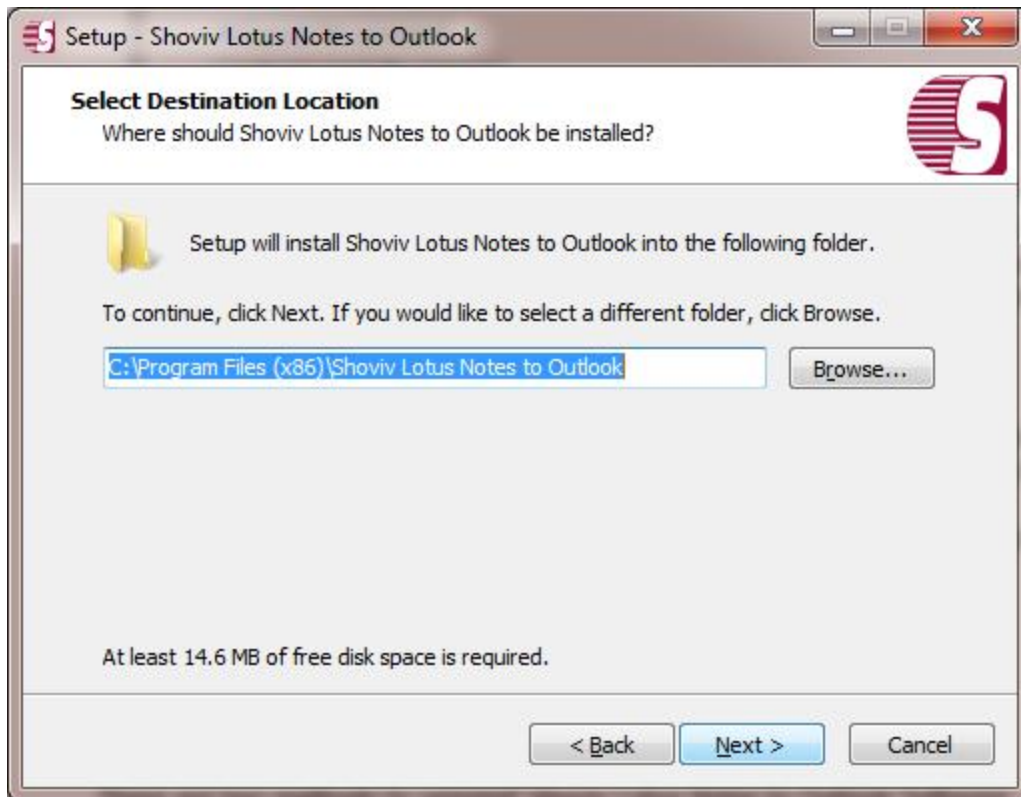 Setup - Shoviv Lotus Notes to Outlook
Select Destination Location
Where should Shoviv Lotus Notes to Outlook be installed?
Setup will install Shoviv Lotus Notes to Outlook into the following folder.
To continue, click Next. If you would like to select a different folder, click Browse.
C:\Program Files (x86)\Shoviv Lotus Notes to Outlook
Browse...
At least 14.6 MB of free disk space is required.
< Back Next > Cancel